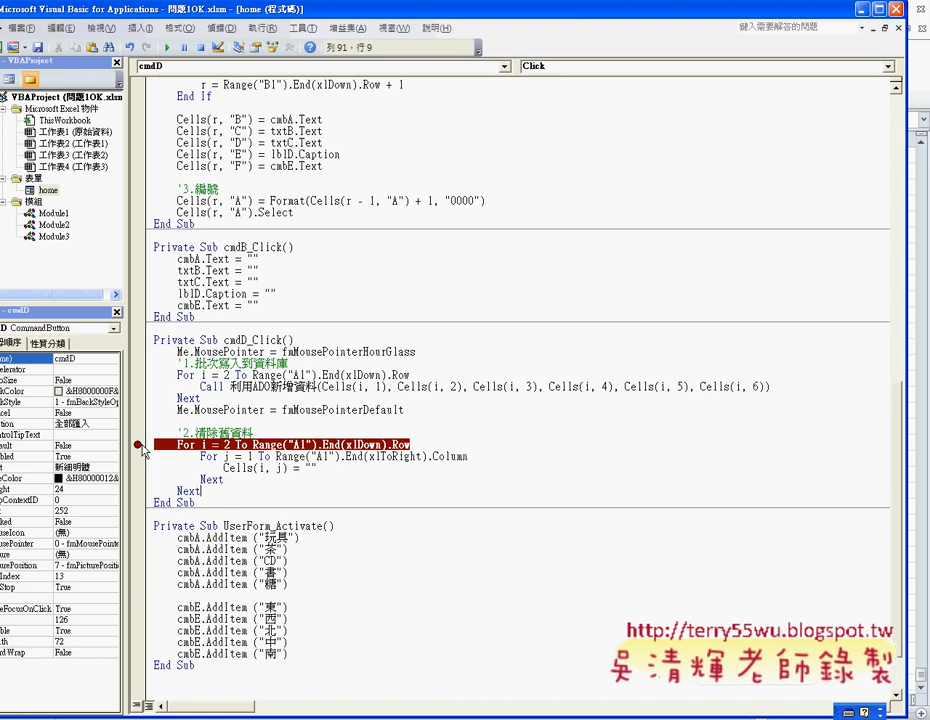 Microsoft Visual Basic for Applications - 問題1OK.xlsm - [home (程式碼)]
檔案(F) 編輯(E) 檢視(V) 插入(I) 格式(O) 偵錯(D) 執行(R) 工具(T) 增益集(A) 視窗(W) 說明(H) 鍵入需要解答的問題
列 91，行 9
- VBAProject
cmdD Click
VBAProject (問題1OK.xlsm
Microsoft Excel 物件
ThisWorkbook
工作表1 (原始資料)
工作表2 (工作表1)
工作表3 (工作表2)
工作表4 (工作表3)
表單
home
模組
Module1
Module2
Module3
r = Range("B1").End(xlDown).Row + 1
End If
Cells(r, "B") = cmbA.Text
Cells(r, "C") = txtB.Text
Cells(r, "D") = txtC.Text
Cells(r, "E") = lblD.Caption
Cells(r, "F") = cmbE.Text
'3.編號
Cells(r, "A") = Format(Cells(r - 1, "A") + 1, "0000")
Cells(r, "A").Select
End Sub
Private Sub cmdB_Click()
cmbA.Text = ""
txtB.Text = ""
txtC.Text = ""
lblD.Caption = ""
cmbE.Text = ""
End Sub
Private Sub cmdD_Click()
Me.MousePointer = fmMousePointerHourGlass
'1.批次寫入到資料庫
For i = 2 To Range("A1").End(xlDown).Row
Call 利用ADO新增資料(Cells(i, 1), Cells(i, 2), Cells(i, 3), Cells(i, 4), Cells(i, 5), Cells(i, 6))
Next
Me.MousePointer = fmMousePointerDefault
'2.清除舊資料
For i = 2 To Range("A1").End(xlDown).Row
For j = 1 To Range("A1").End(xlToRight).Column
Cells(i, j) = ""
Next
Next
End Sub
Private Sub UserForm_Activate()
cmbA.AddItem ("玩具")
cmbA.AddItem ("茶")
cmbA.AddItem ("CD")
cmbA.AddItem ("書")
cmbA.AddItem ("糖")
cmbE.AddItem ("東")
cmbE.AddItem ("西")
cmbE.AddItem ("北")
cmbE.AddItem ("中")
cmbE.AddItem ("南")
End Sub
- cmdD
D CommandButton
性質分類
cmdD
False
&H8000000F&
1 - fmBackStyleOp
False
全部匯入
False
True
新細明體
&H80000012&
24
0
252
False
(無)
0 - fmMousePointe
(無)
7 - fmPicturePositio
13
True
True
126
True
72
False
http://terry55wu.blogspot.tw
吳清輝老師錄製